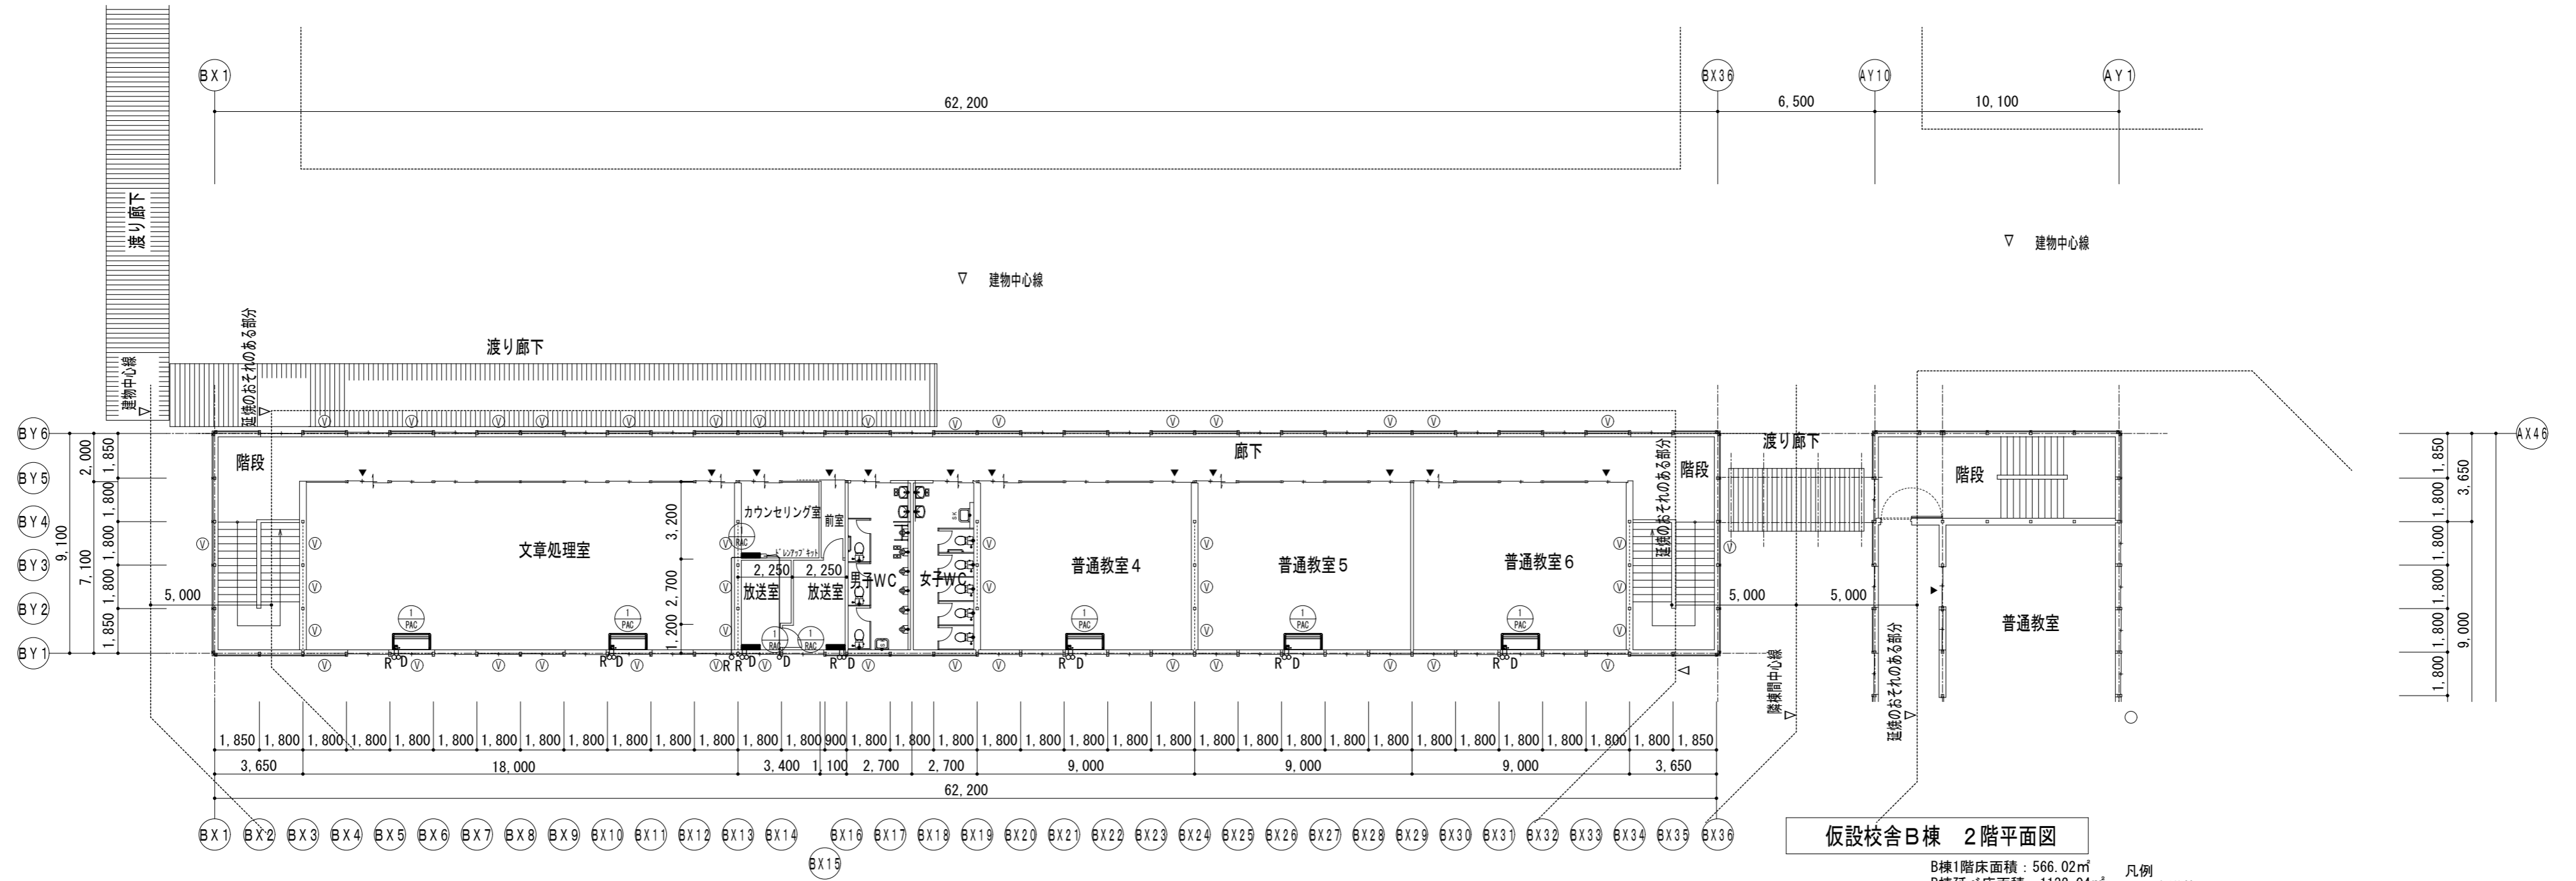 BX1
BX36
AY10
AY1
62,200
6,500
10,100
渡り廊下
建物中心線
建物中心線
渡り廊下
建物中心線
延焼のおそれのある部分
BY6
BY5
BY4
BY3
BY2
BY1
9,100
2,000
7,100
1,850
1,800
1,800
1,800
1,850
5,000
階段
廊下
階段
渡り廊下
階段
AX46
文章処理室
カウンセリング室
前室
ドレンアップキット
放送室
放送室
男子WC
女子WC
SK
普通教室4
普通教室5
普通教室6
普通教室
3,200
2,700
1,200
2,250
2,250
1
PAC
1
PAC
1
RAC
1
RAC
1
RAC
1
PAC
1
PAC
1
PAC
R D
R D
R R D
D
R D
R D
R D
R D
延焼のおそれのある部分
5,000
5,000
隣棟間中心線
延焼のおそれのある部分
1,850
1,800
1,800
1,800
1,800
1,800
3,650
9,000
1,850 1,800 1,800 1,800 1,800 1,800 1,800 1,800 1,800 1,800 1,800 1,800 1,800 1,800 900 1,800 1,800 1,800 1,800 1,800 1,800 1,800 1,800 1,800 1,800 1,800 1,800 1,800 1,800 1,800 1,800 1,800 1,800 1,800 1,850
3,650 18,000 3,400 1,100 2,700 2,700 9,000 9,000 9,000 3,650
62,200
BX1 BX2 BX3 BX4 BX5 BX6 BX7 BX8 BX9 BX10 BX11 BX12 BX13 BX14 BX16 BX17 BX18 BX19 BX20 BX21 BX22 BX23 BX24 BX25 BX26 BX27 BX28 BX29 BX30 BX31 BX32 BX33 BX34 BX35 BX36
BX15
仮設校舎B棟 2階平面図
B棟1階床面積：566.02㎡
凡例